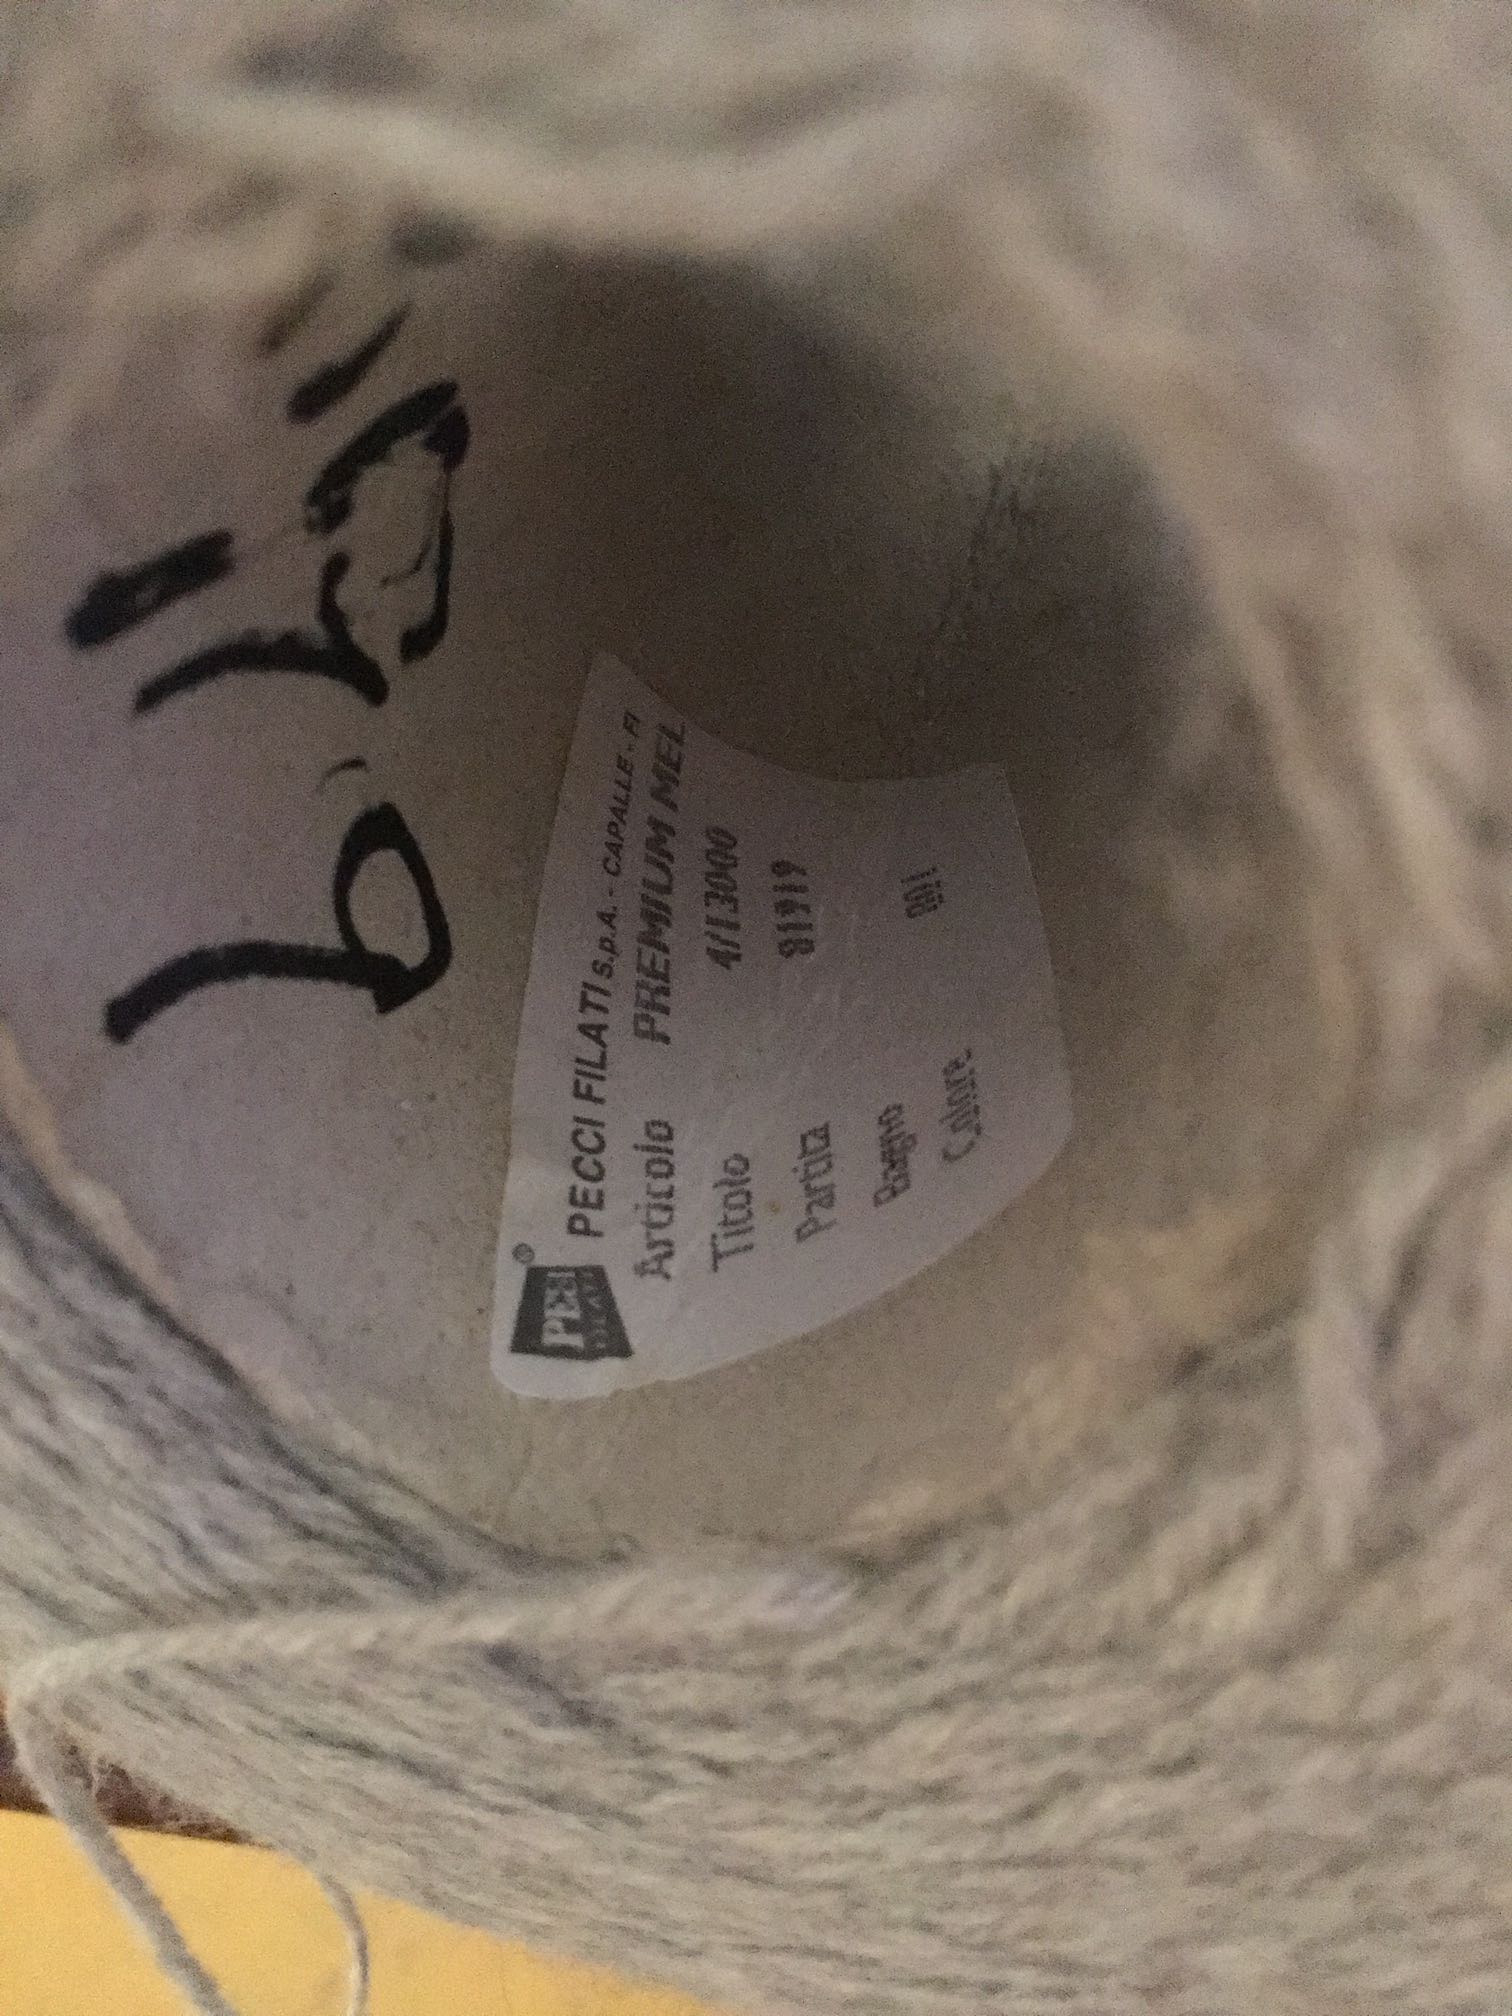 PECCI FILATI S.p.A. - CAPALLE - FI
Articolo PREMIUM MEL
Titolo 4/13000
Partita 81919
Bagno
Colore 001